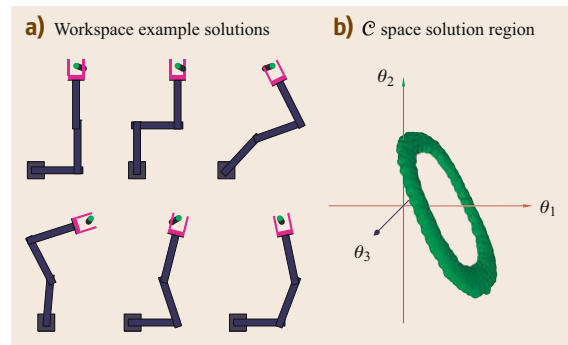 a) Workspace example solutions
b) 𝒞 space solution region
θ2
θ1
θ3